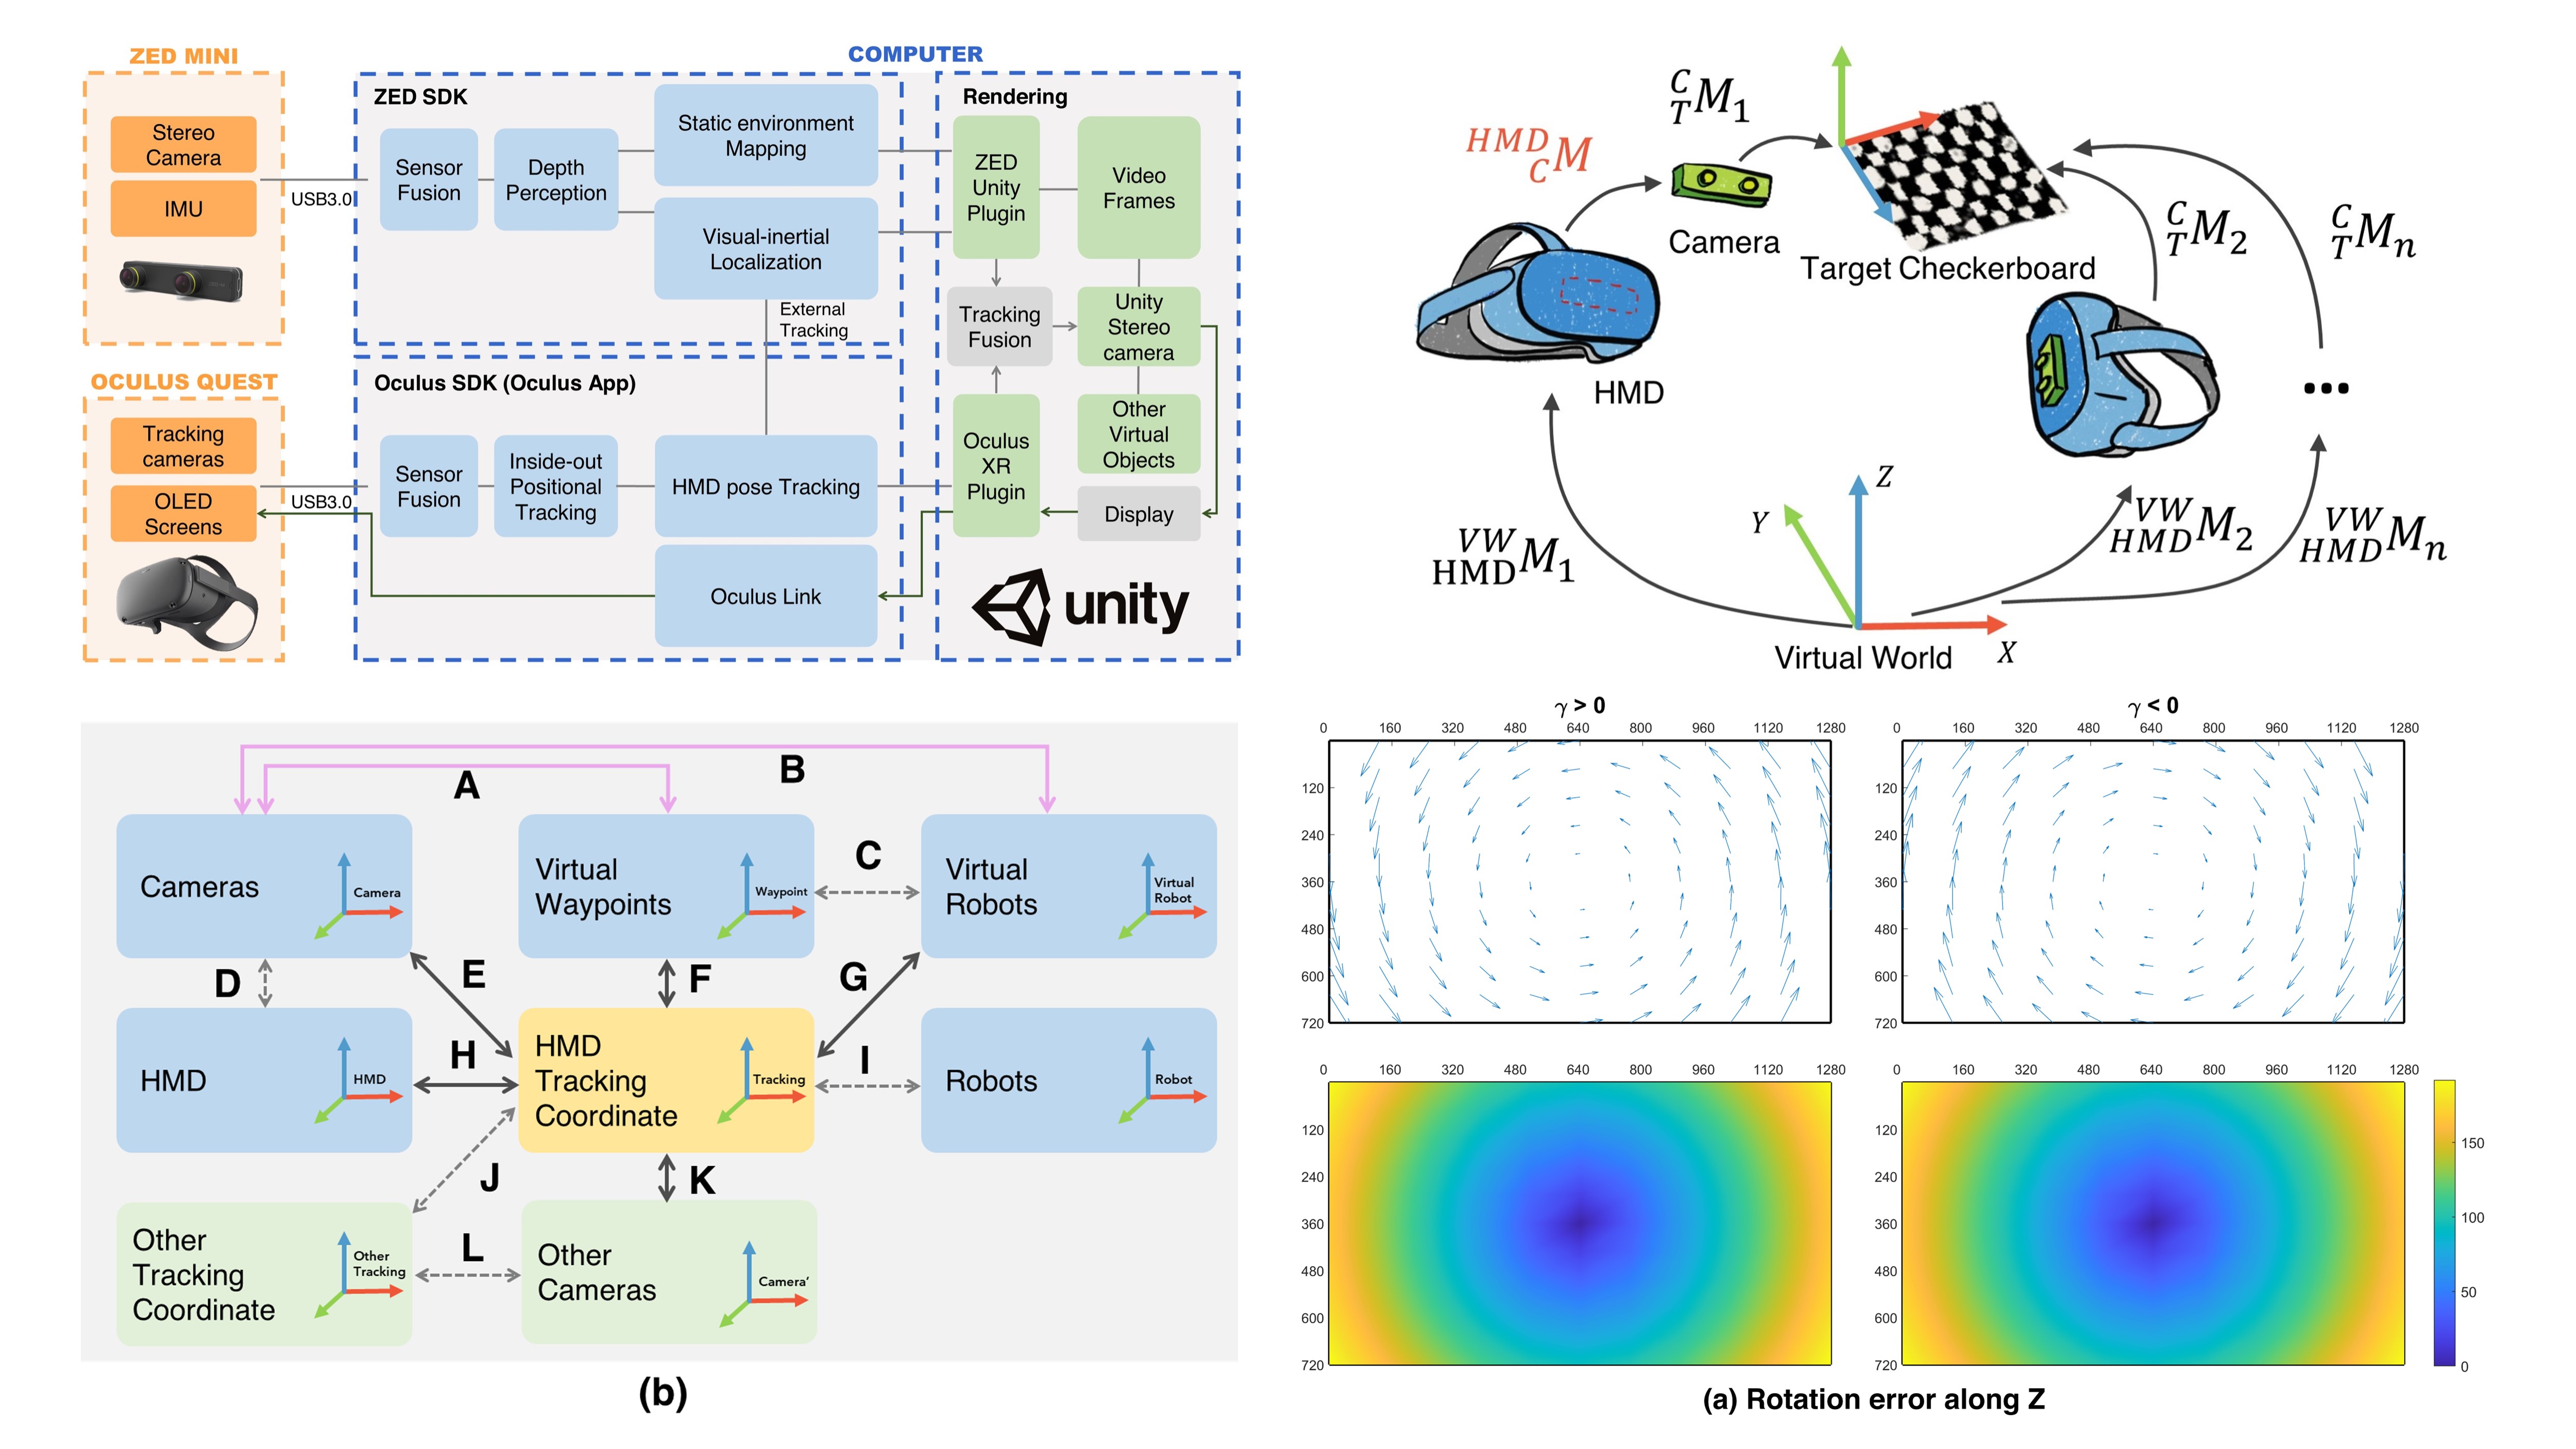 ZED MINI
Stereo
Camera
IMU
USB3.0
OCULUS QUEST
Tracking
cameras
OLED
Screens
USB3.0
COMPUTER
ZED SDK
Sensor
Fusion
Depth
Perception
Static environment
Mapping
Visual-inertial
Localization
External
Tracking
Oculus SDK (Oculus App)
Sensor
Fusion
Inside-out
Positional
Tracking
HMD pose Tracking
Oculus Link
Rendering
ZED
Unity
Plugin
Video
Frames
Tracking
Fusion
Unity
Stereo
camera
Oculus
XR
Plugin
Other
Virtual
Objects
Display
unity
HMD
C M
C
T M1
Camera
Target Checkerboard
C
T M2
C
T Mn
HMD
...
VW
HMD M1
VW
HMD M2
VW
HMD Mn
Z
Y
X
Virtual World
A
B
Cameras
Camera
Virtual
Waypoints
Waypoint
C
Virtual
Robots
Virtual
Robot
D
E
F
G
HMD
HMD
H
HMD
Tracking
Coordinate
Tracking
I
Robots
Robot
J
K
Other
Tracking
Coordinate
Other
Tracking
L
Other
Cameras
Camera'
(b)
γ > 0
0 160 320 480 640 800 960 1120 1280
120
240
360
480
600
720
γ < 0
0 160 320 480 640 800 960 1120 1280
120
240
360
480
600
720
0 160 320 480 640 800 960 1120 1280
120
240
360
480
600
720
0 160 320 480 640 800 960 1120 1280
120
240
360
480
600
720
150
100
50
0
(a) Rotation error along Z